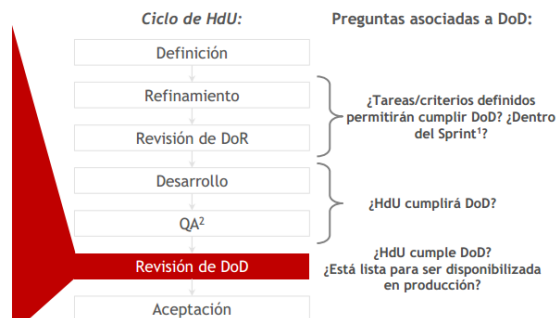 Ciclo de HdU:
Preguntas asociadas a DoD:
Definición
Refinamiento
Revisión de DoR
¿Tareas/criterios definidos
permitirán cumplir DoD? ¿Dentro
del Sprint¹?
Desarrollo
QA²
¿HdU cumplirá DoD?
Revisión de DoD
¿HdU cumple DoD?
¿Está lista para ser disponibilizada
en producción?
Aceptación